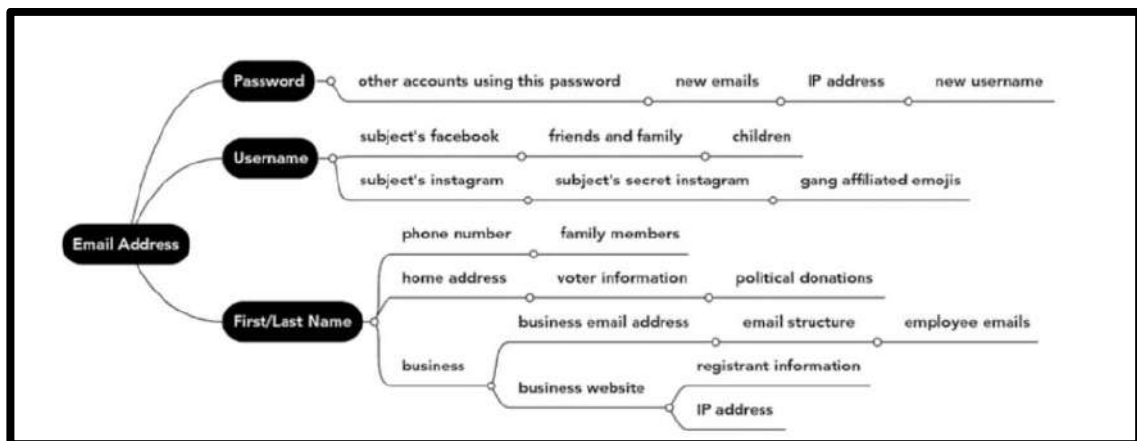 Password
other accounts using this password
new emails
IP address
new username
Username
subject's facebook
friends and family
children
subject's instagram
subject's secret instagram
gang affiliated emojis
Email Address
First/Last Name
phone number
family members
home address
voter information
political donations
business
business email address
email structure
employee emails
business website
registrant information
IP address